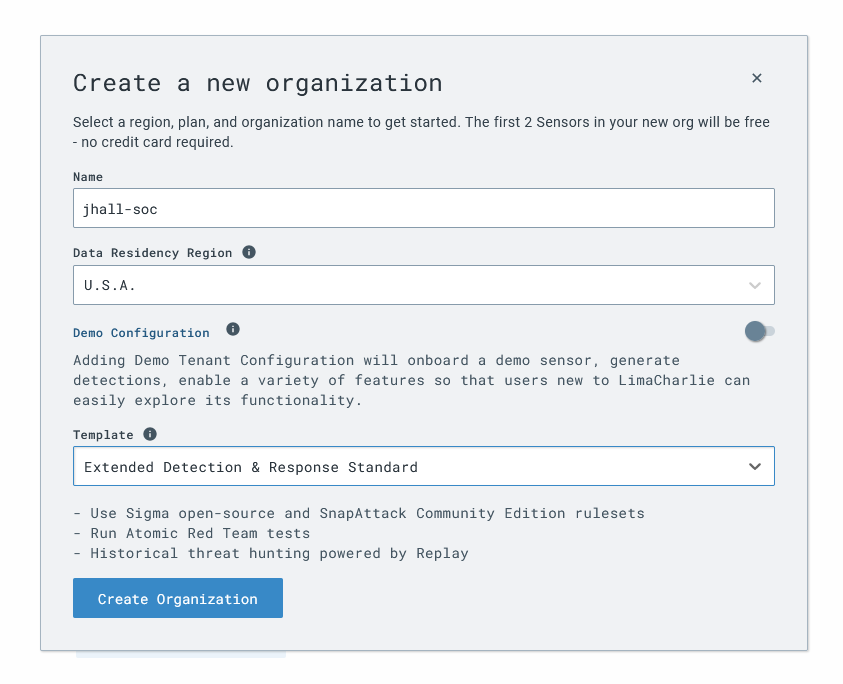 Create a new organization
Select a region, plan, and organization name to get started. The first 2 Sensors in your new org will be free
- no credit card required.
Name
jhall-soc
Data Residency Region
U.S.A.
Demo Configuration
Adding Demo Tenant Configuration will onboard a demo sensor, generate
detections, enable a variety of features so that users new to LimaCharlie can
easily explore its functionality.
Template
Extended Detection & Response Standard
- Use Sigma open-source and SnapAttack Community Edition rulesets
- Run Atomic Red Team tests
- Historical threat hunting powered by Replay
Create Organization